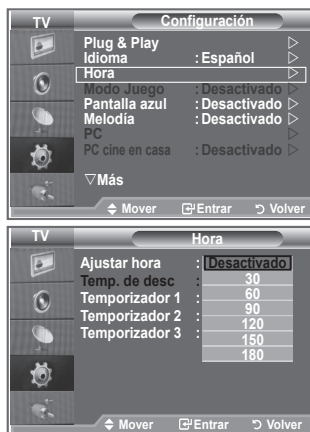 TV Configuración
Plug & Play
Idioma : Español
Hora
Modo Juego : Desactivado
Pantalla azul : Desactivado
Melodía : Desactivado
PC
PC cine en casa : Desactivado
▽Más
Mover Entrar Volver
TV Hora
Ajustar hora : Desactivado
Temp. de desc 30
Temporizador 1 : 60
90
Temporizador 2 : 120
Temporizador 3 : 150
180
Mover Entrar Volver